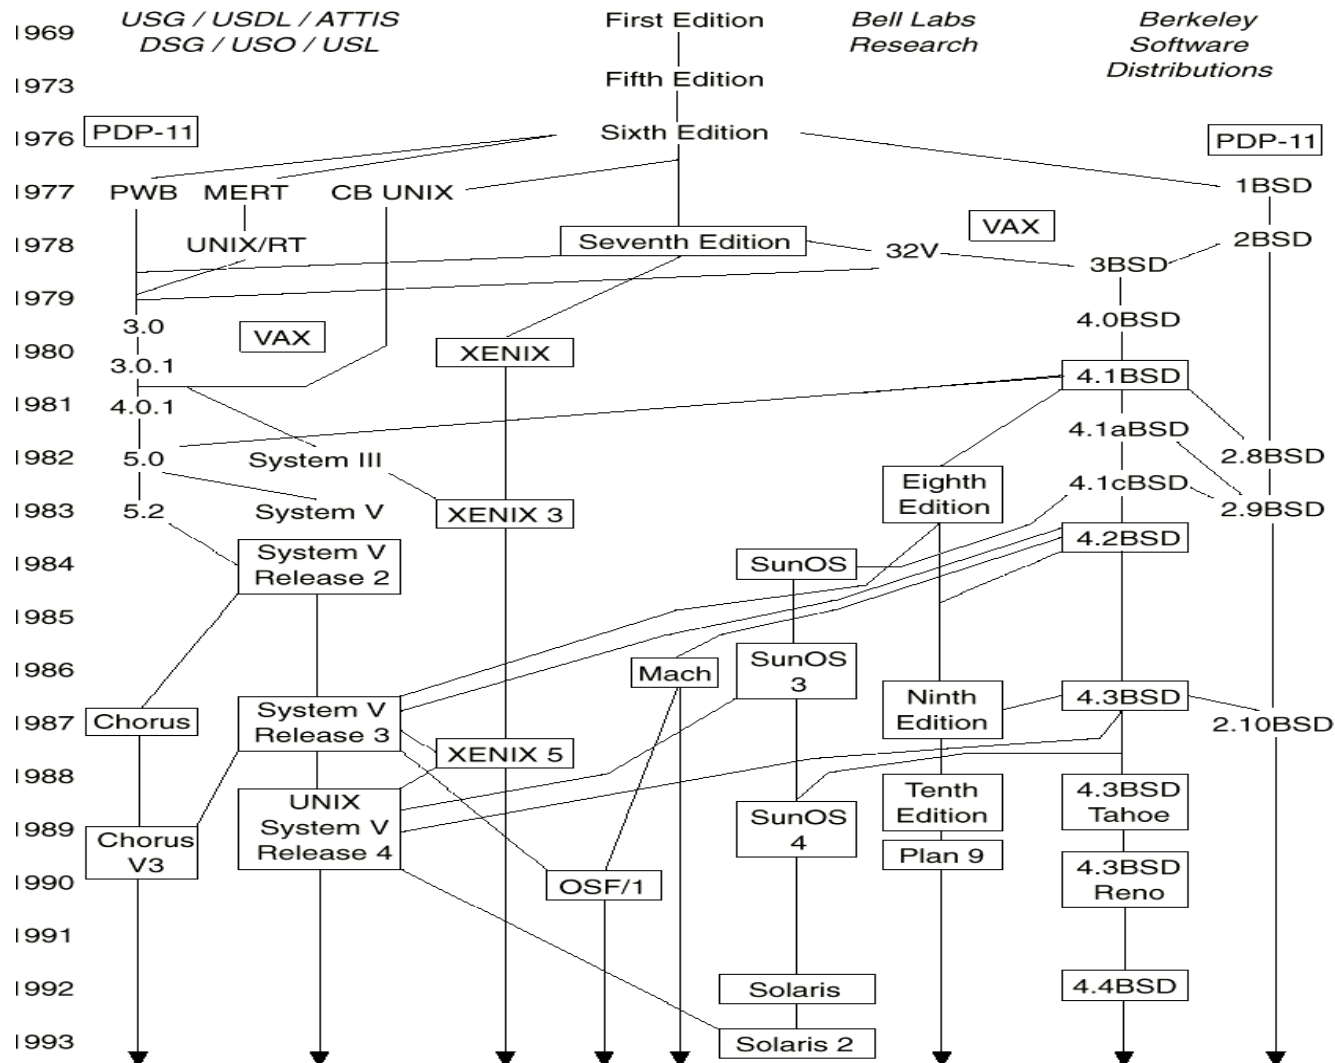 USG / USDL / ATTIS
DSG / USO / USL
First Edition
Bell Labs
Research
Berkeley
Software
Distributions
1969
Fifth Edition
1973
PDP-11
Sixth Edition
1976
PDP-11
PWB
MERT
CB UNIX
1977
1BSD
UNIX/RT
Seventh Edition
VAX
1978
32V
2BSD
3BSD
1979
3.0
VAX
4.0BSD
1980
3.0.1
XENIX
4.1BSD
1981
4.0.1
4.1aBSD
1982
5.0
System III
2.8BSD
Eighth
Edition
4.1cBSD
1983
5.2
System V
XENIX 3
2.9BSD
4.2BSD
System V
Release 2
1984
SunOS
1985
SunOS
3
1986
Mach
Ninth
Edition
4.3BSD
1987
Chorus
System V
Release 3
2.10BSD
XENIX 5
1988
UNIX
System V
Release 4
Tenth
Edition
4.3BSD
Tahoe
1989
SunOS
4
Chorus
V3
Plan 9
4.3BSD
Reno
1990
OSF/1
1991
1992
Solaris
4.4BSD
1993
Solaris 2